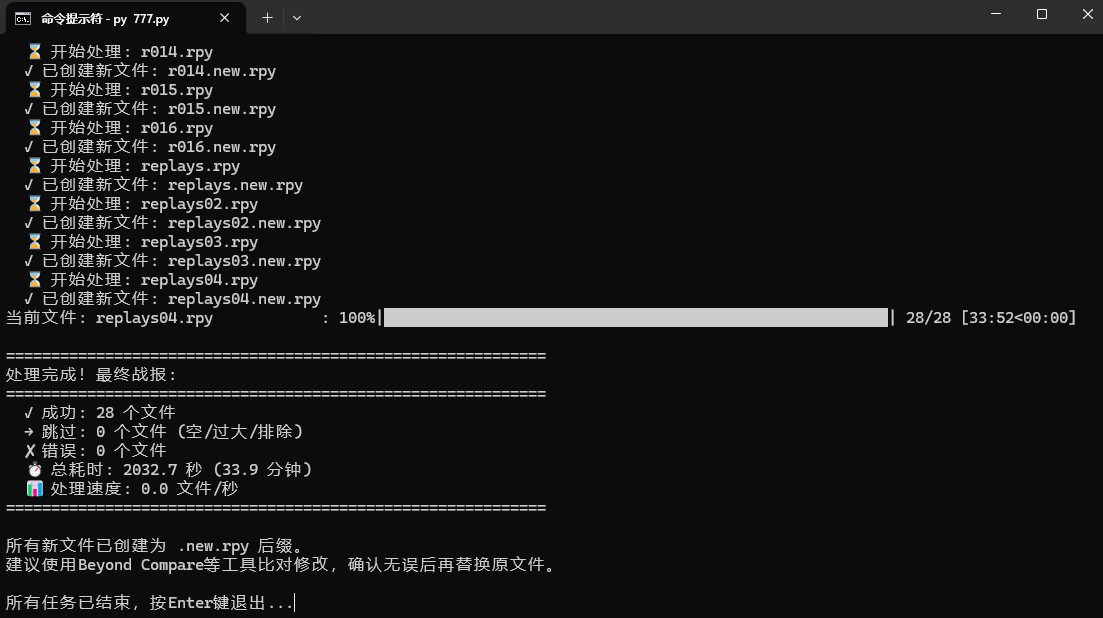 命令提示符 - py 777.py
⏳ 开始处理: r014.rpy
✓ 已创建新文件: r014.new.rpy
⏳ 开始处理: r015.rpy
✓ 已创建新文件: r015.new.rpy
⏳ 开始处理: r016.rpy
✓ 已创建新文件: r016.new.rpy
⏳ 开始处理: replays.rpy
✓ 已创建新文件: replays.new.rpy
⏳ 开始处理: replays02.rpy
✓ 已创建新文件: replays02.new.rpy
⏳ 开始处理: replays03.rpy
✓ 已创建新文件: replays03.new.rpy
⏳ 开始处理: replays04.rpy
✓ 已创建新文件: replays04.new.rpy
当前文件: replays04.rpy            : 100%|████████████████████| 28/28 [33:52<00:00]
============================================================
处理完成! 最终战报:
============================================================
✓ 成功: 28 个文件
→ 跳过: 0 个文件 (空/过大/排除)
✗ 错误: 0 个文件
⏱ 总耗时: 2032.7 秒 (33.9 分钟)
📊 处理速度: 0.0 文件/秒
============================================================
所有新文件已创建为 .new.rpy 后缀。
建议使用Beyond Compare等工具比对修改，确认无误后再替换原文件。
所有任务已结束，按Enter键退出...